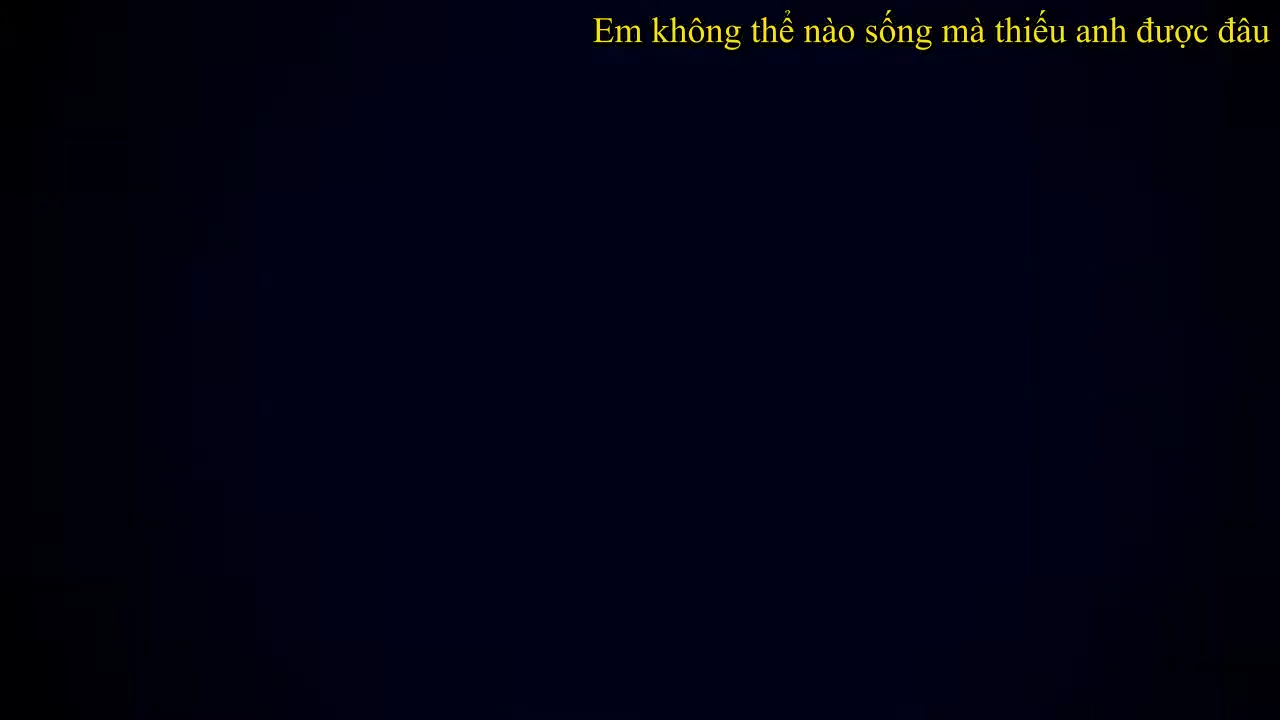 Em không thể nào sống mà thiếu anh được đâu